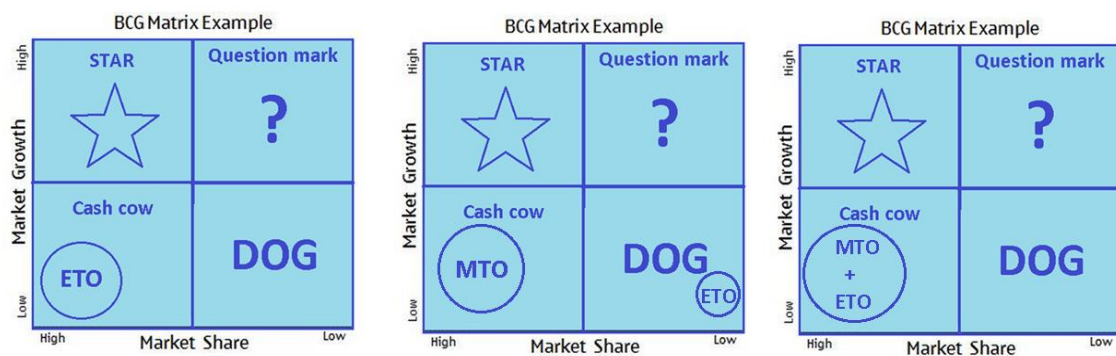 BCG Matrix Example
High
STAR
Question mark
?
Market Growth
Cash cow
DOG
ETO
Low
High
Market Share
Low
BCG Matrix Example
High
STAR
Question mark
?
Market Growth
Cash cow
MTO
DOG
ETO
Low
High
Market Share
Low
BCG Matrix Example
High
STAR
Question mark
?
Market Growth
Cash cow
MTO
+
ETO
DOG
Low
High
Market Share
Low